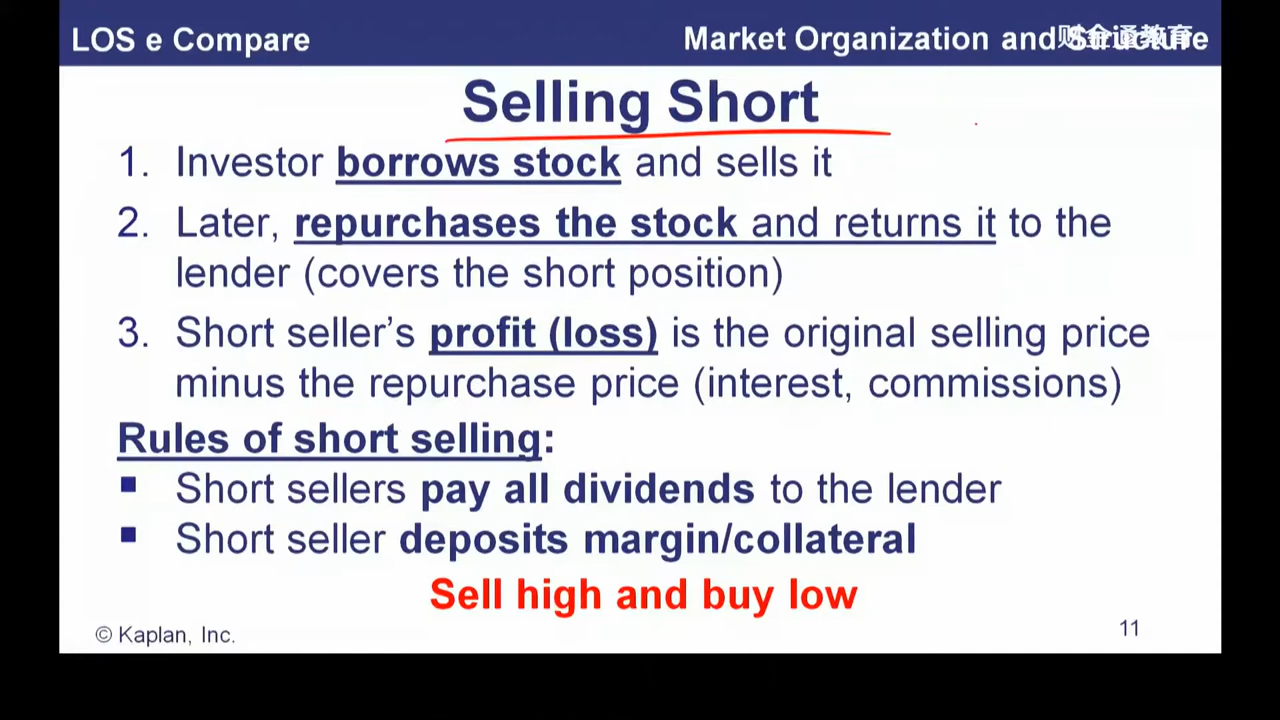 LOS e Compare
Market Organization and Structure
财金通教育
Selling Short
1. Investor borrows stock and sells it
2. Later, repurchases the stock and returns it to the
lender (covers the short position)
3. Short seller’s profit (loss) is the original selling price
minus the repurchase price (interest, commissions)
Rules of short selling:
▪ Short sellers pay all dividends to the lender
▪ Short seller deposits margin/collateral
Sell high and buy low
© Kaplan, Inc.
11